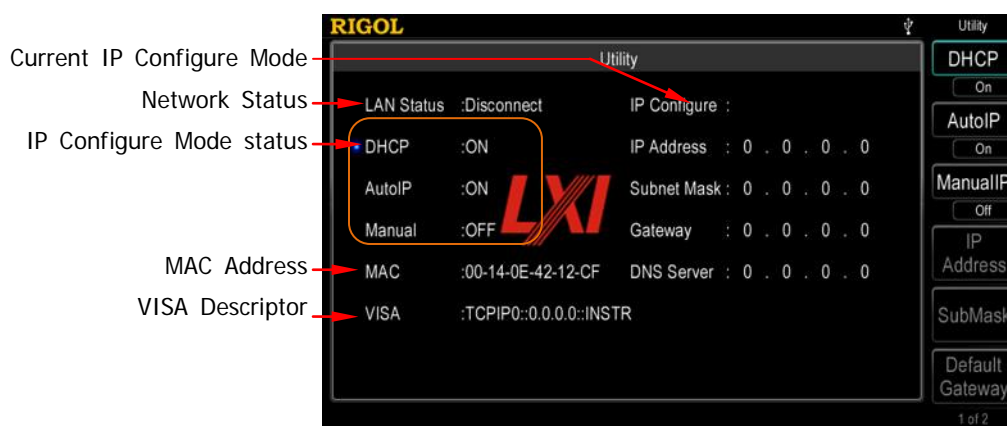 RIGOL
Utility
Current IP Configure Mode
Utility
DHCP
On
Network Status
LAN Status :Disconnect IP Configure :
AutoIP
On
IP Configure Mode status
DHCP :ON IP Address : 0 . 0 . 0 . 0
AutoIP :ON Subnet Mask : 0 . 0 . 0 . 0
ManualIP
Off
LXI
Manual :OFF Gateway : 0 . 0 . 0 . 0
IP
Address
MAC Address
MAC :00-14-0E-42-12-CF DNS Server : 0 . 0 . 0 . 0
VISA Descriptor
VISA :TCPIP0::0.0.0.0::INSTR
SubMask
Default
Gateway
1 of 2